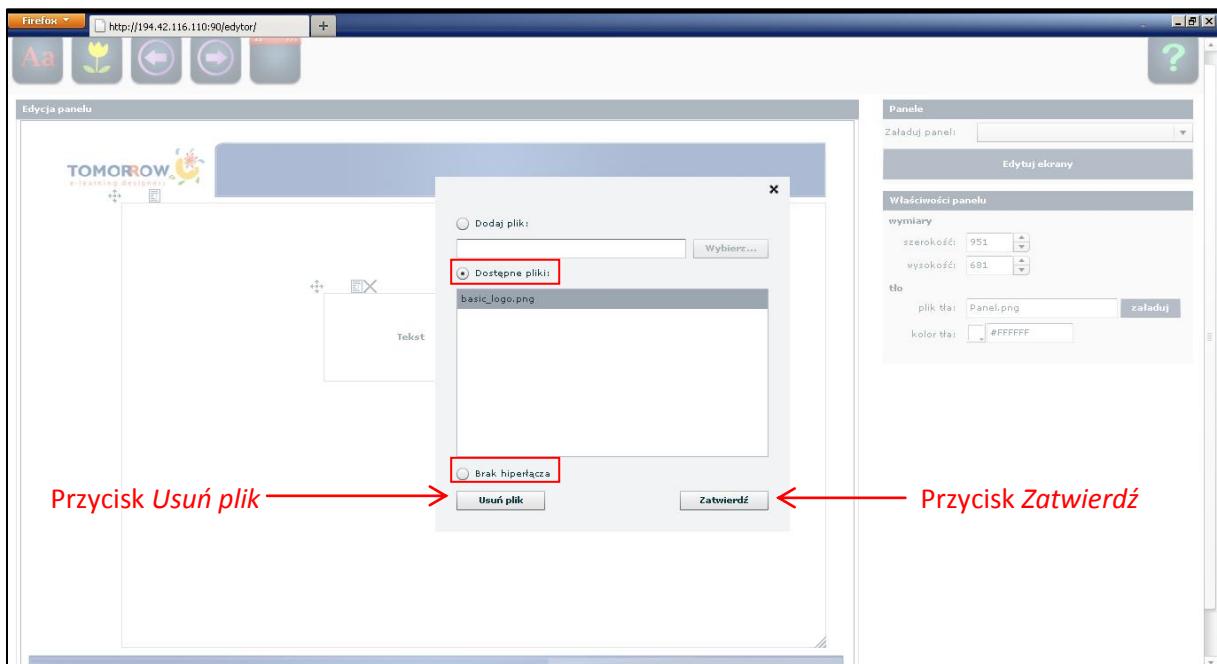 Firefox
http://194.42.116.110:90/edytor/
+
Aa
?
Edycja panelu
Panele
Załaduj panel:
Edytuj ekrany
TOMORROW
e-learning designers
Właściwości panelu
wymiary
szerokość: 951
wysokość: 681
tło
plik tła: Panel.png załaduj
kolor tła: #FFFFFF
Tekst
Dodaj plik:
Wybierz...
Dostępne pliki:
basic_logo.png
Brak hiperłącza
Usuń plik
Zatwierdź
Przycisk Usuń plik
Przycisk Zatwierdź